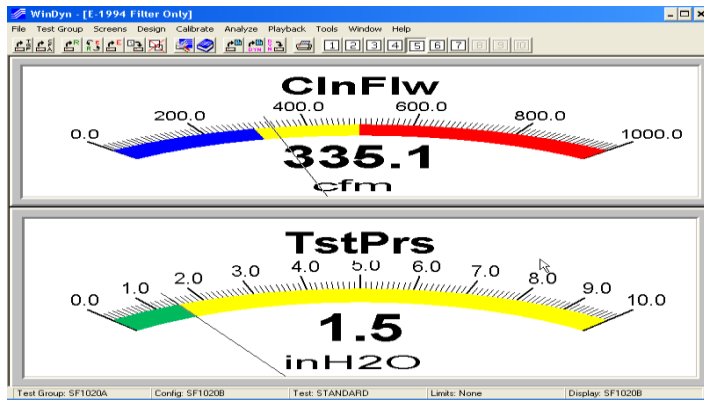 WinDyn - [E-1994 Filter Only]
File Test Group Screens Design Calibrate Analyze Playback Tools Window Help
1 2 3 4 5 6 7 8 9 10
ClnFlw
0.0 200.0 400.0 600.0 800.0 1000.0
335.1
cfm
TstPrs
0.0 1.0 2.0 3.0 4.0 5.0 6.0 7.0 8.0 9.0 10.0
1.5
inH2O
Test Group: SF1020A Config: SF1020B Test: STANDARD Limits: None Display: SF1020B